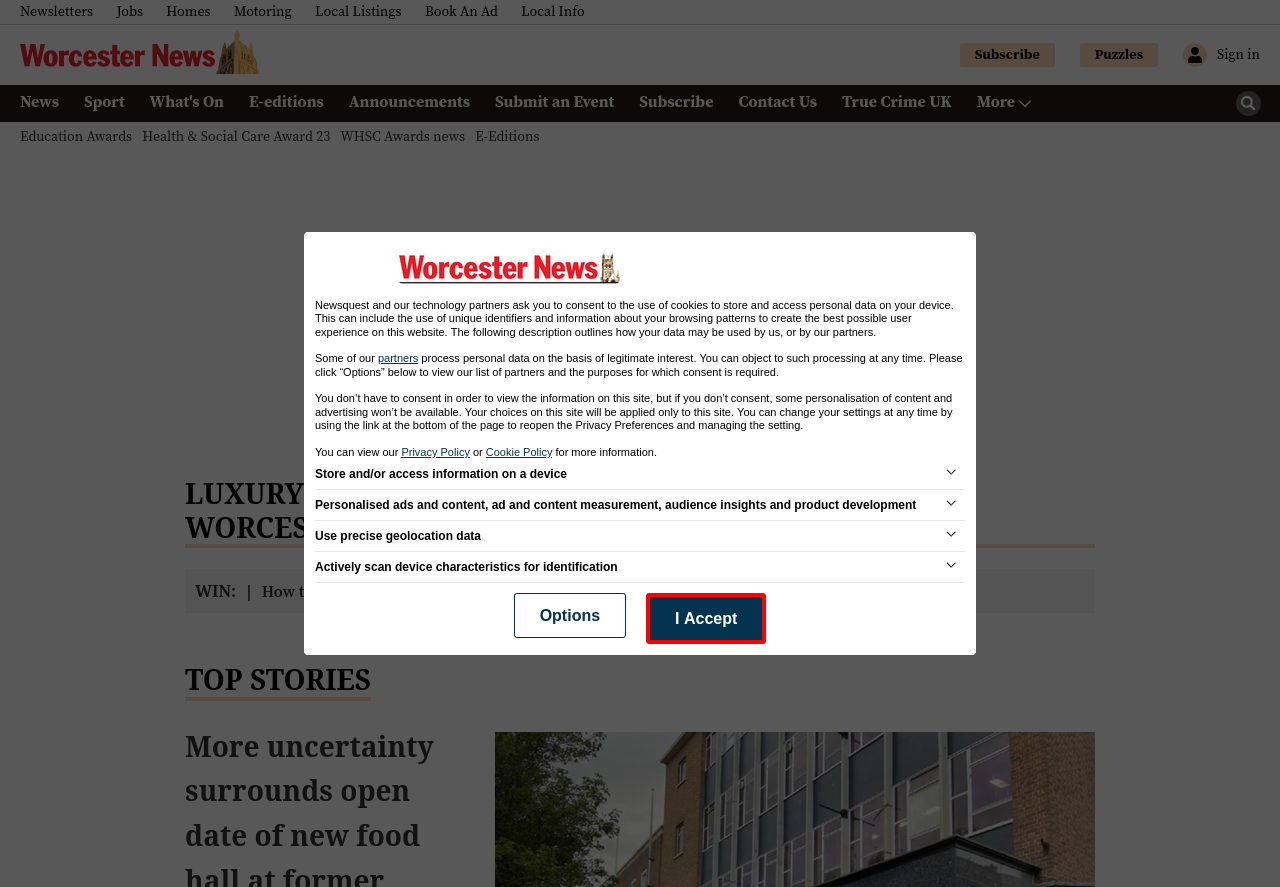 Newsletters Jobs Homes Motoring Local Listings Book An Ad Local Info
Worcester News
Subscribe Puzzles Sign in
News Sport What's On E-editions Announcements Submit an Event Subscribe Contact Us True Crime UK More
Education Awards Health & Social Care Award 23 WHSC Awards news E-Editions
Worcester News
Newsquest and our technology partners ask you to consent to the use of cookies to store and access personal data on your device.
This can include the use of unique identifiers and information about your browsing patterns to create the best possible user
experience on this website. The following description outlines how your data may be used by us, or by our partners.
Some of our partners process personal data on the basis of legitimate interest. You can object to such processing at any time. Please
click “Options” below to view our list of partners and the purposes for which consent is required.
You don’t have to consent in order to view the information on this site, but if you don’t consent, some personalisation of content and
advertising won’t be available. Your choices on this site will be applied only to this site. You can change your settings at any time by
using the link at the bottom of the page to reopen the Privacy Preferences and managing the setting.
You can view our Privacy Policy or Cookie Policy for more information.
Store and/or access information on a device
Personalised ads and content, ad and content measurement, audience insights and product development
Use precise geolocation data
Actively scan device characteristics for identification
Options I Accept
LUXURY
WORCES
WIN: | How t
TOP STORIES
More uncertainty
surrounds open
date of new food
hall at former